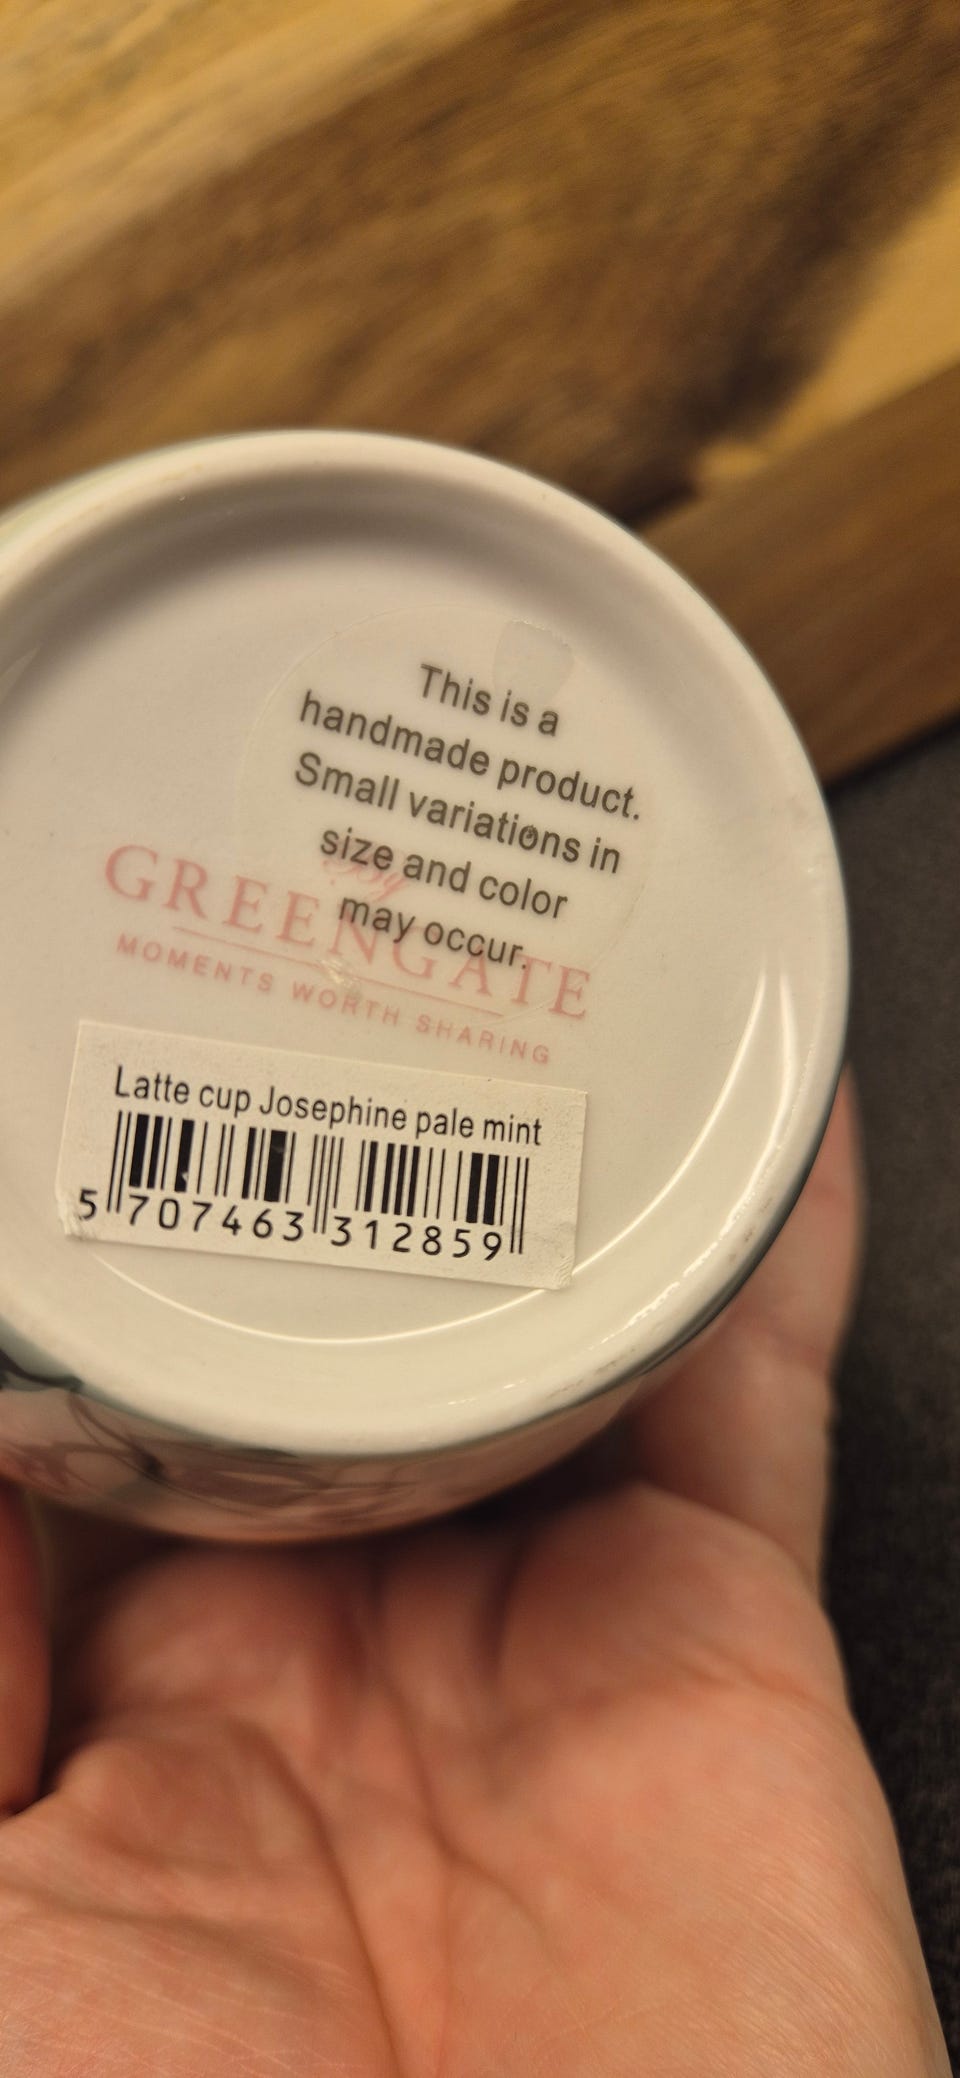 This is a
handmade product.
Small variations in
size and color
may occur.
By
GREENGATE
MOMENTS WORTH SHARING
Latte cup Josephine pale mint
5 707463 312859